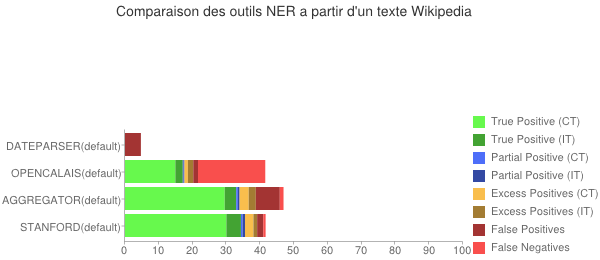 Comparaison des outils NER a partir d'un texte Wikipedia
DATEPARSER(default)
OPENCALAIS(default)
AGGREGATOR(default)
STANFORD(default)
0 10 20 30 40 50 60 70 80 90 100
True Positive (CT)
True Positive (IT)
Partial Positive (CT)
Partial Positive (IT)
Excess Positives (CT)
Excess Positives (IT)
False Positives
False Negatives